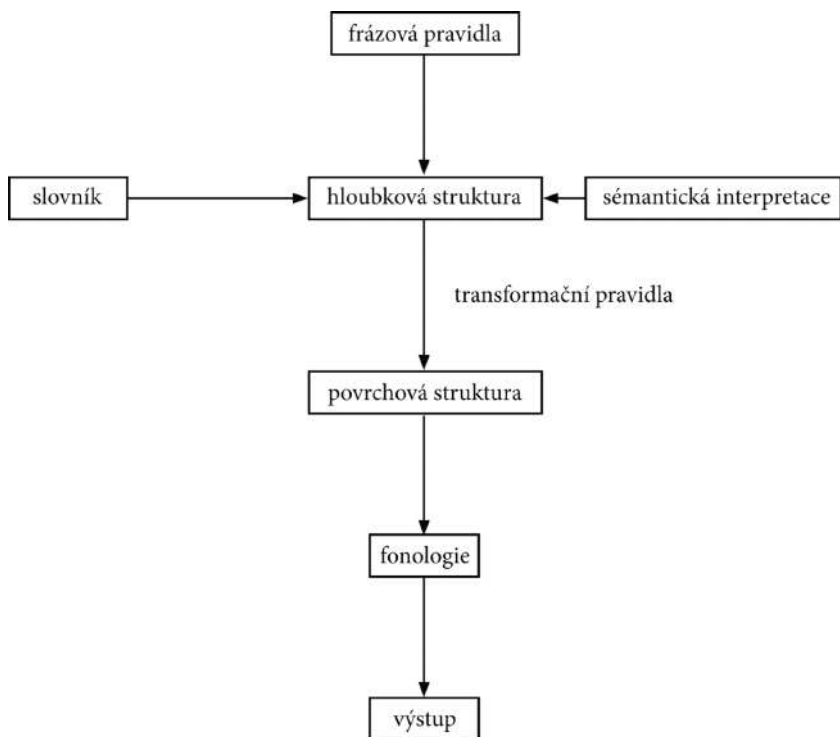 frázová pravidla
slovník
hloubková struktura
sémantická interpretace
transformační pravidla
povrchová struktura
fonologie
výstup